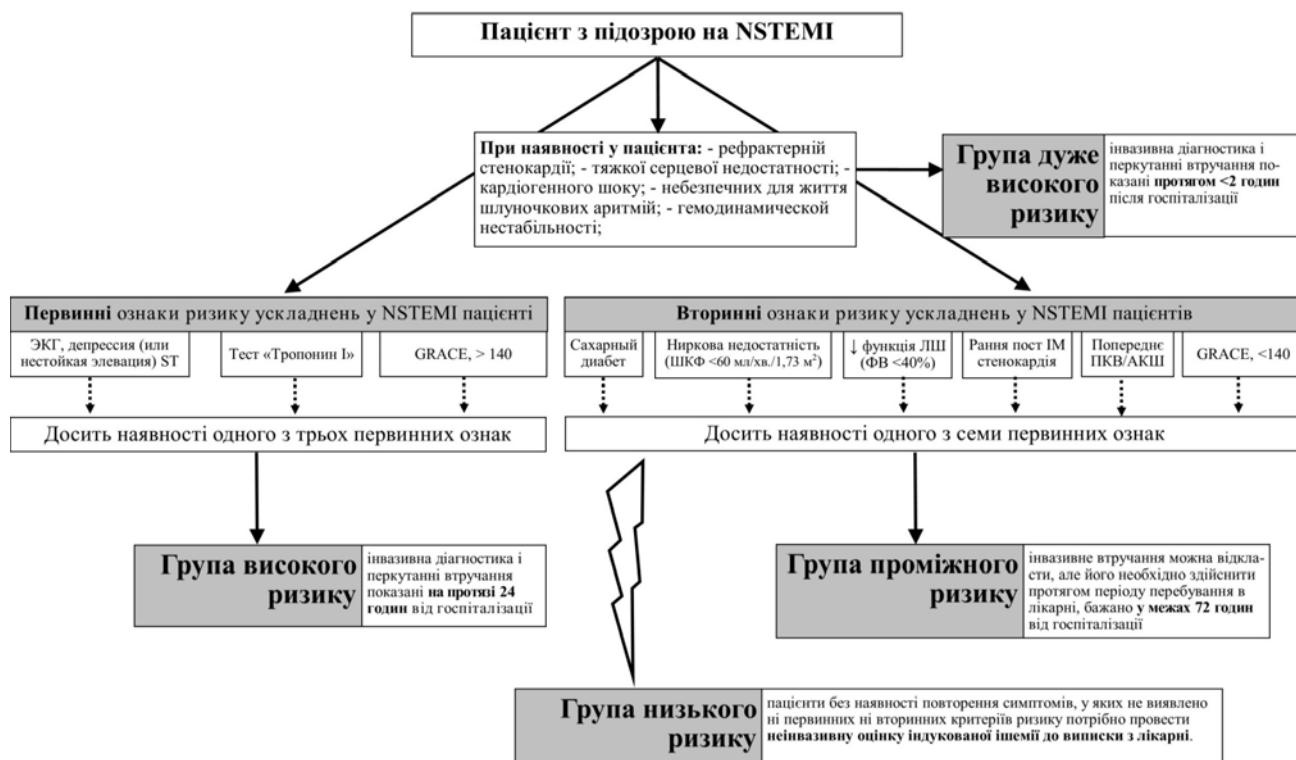 Пацієнт з підозрою на NSTEMI
При наявності у пацієнта: - рефрактерній
стенокардії; - тяжкої серцевої недостатності; -
кардіогенного шоку; - небезпечних для життя
шлуночкових аритмій; - гемодинамической
нестабільності;
Група дуже
високого
ризику
інвазивна діагностика і
перкутанні втручання по-
казані протягом <2 годин
після госпіталізації
Первинні ознаки ризику ускладнень у NSTEMI пацієнті
ЭКГ, депрессия (или
нестойкая элевация) ST
Тест «Тропонин I»
GRACE, > 140
Досить наявності одного з трьох первинних ознак
Вторинні ознаки ризику ускладнень у NSTEMI пацієнтів
Сахарный
диабет
Ниркова недостатність
(ШКФ <60 мл/хв./1,73 м²)
↓ функція ЛШ
(ФВ <40%)
Рання пост ІМ
стенокардія
Попереднє
ПКВ/АКШ
GRACE, <140
Досить наявності одного з семи первинних ознак
Група високого
ризику
інвазивна діагностика і
перкутанні втручання
показані на протязі 24
годин від госпіталізації
Група проміжного
ризику
інвазивне втручання можна відкла-
сти, але його необхідно здійснити
протягом періоду перебування в
лікарні, бажано у межах 72 годин
від госпіталізації
Група низького
ризику
пацієнти без наявності повторення симптомів, у яких не виявлено
ні первинних ні вторинних критеріїв ризику потрібно провести
неінвазивну оцінку індукованої ішемії до виписки з лікарні.